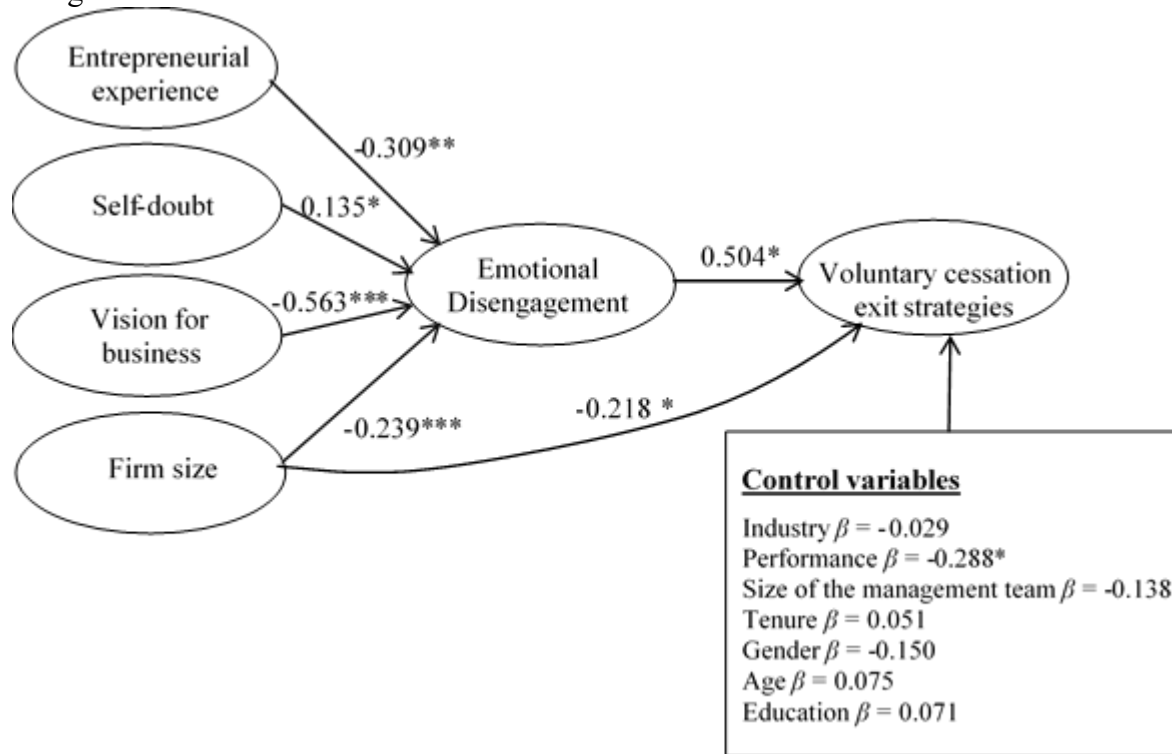 Entrepreneurial
experience
-0.309**
Self-doubt
0.135*
Emotional
Disengagement
0.504*
Voluntary cessation
exit strategies
Vision for
business
-0.563***
-0.239***
-0.218 *
Firm size
Control variables
Industry β = -0.029
Performance β = -0.288*
Size of the management team β = -0.138
Tenure β = 0.051
Gender β = -0.150
Age β = 0.075
Education β = 0.071